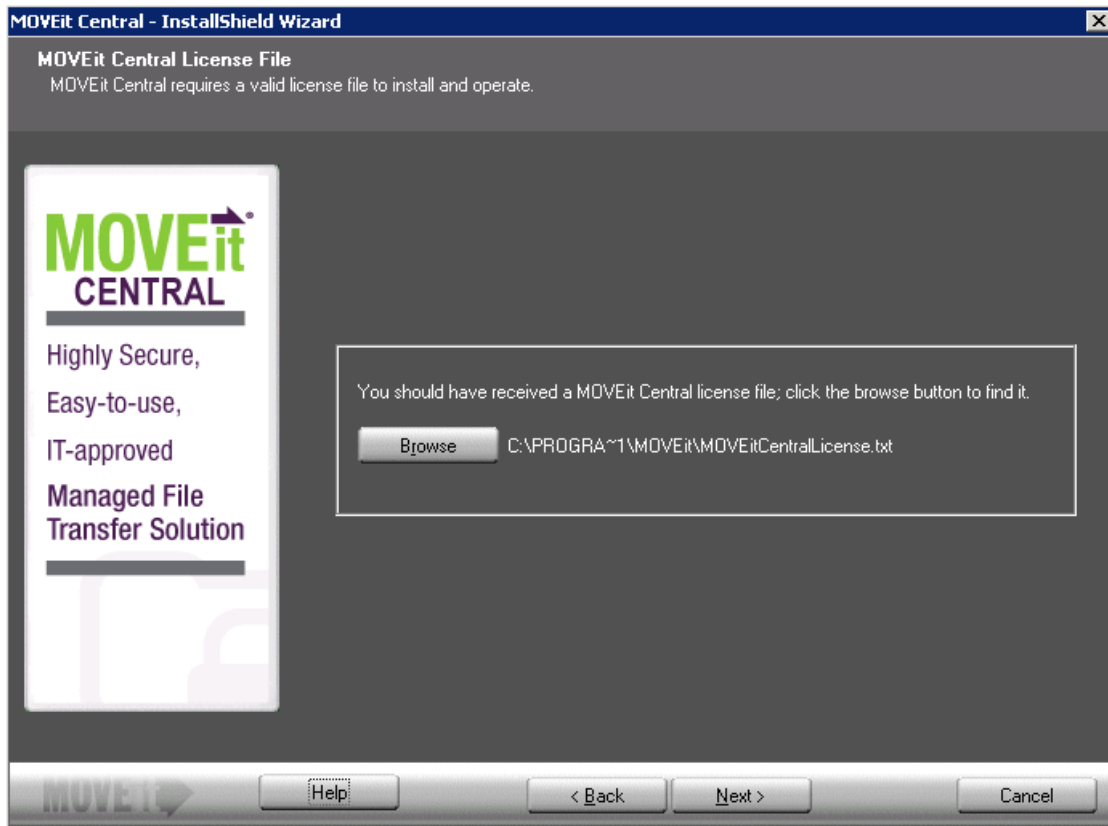 MOVEit Central - InstallShield Wizard
MOVEit Central License File
MOVEit Central requires a valid license file to install and operate.
MOVEit®
CENTRAL
Highly Secure,
Easy-to-use,
IT-approved
Managed File
Transfer Solution
You should have received a MOVEit Central license file; click the browse button to find it.
Browse C:\PROGRA~1\MOVEit\MOVEitCentralLicense.txt
MOVEit Help < Back Next > Cancel